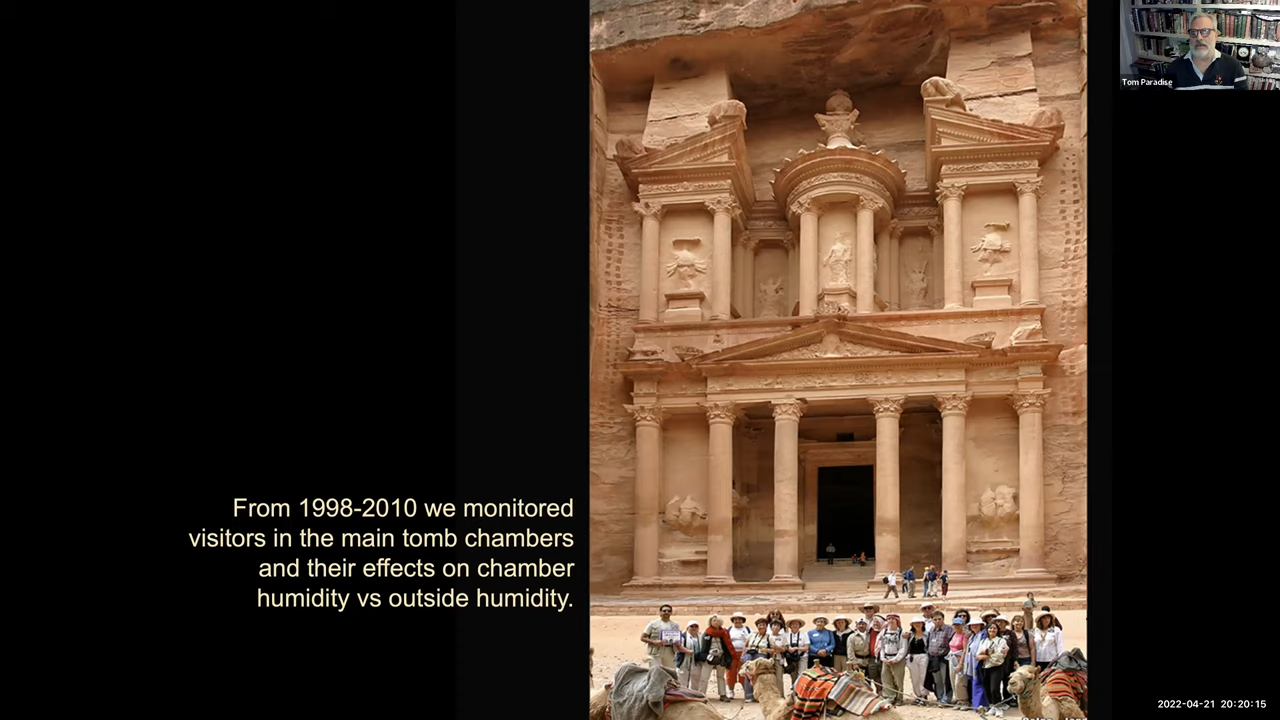 Tom Paradise
From 1998-2010 we monitored
visitors in the main tomb chambers
and their effects on chamber
humidity vs outside humidity.
2022-04-21 20:20:15